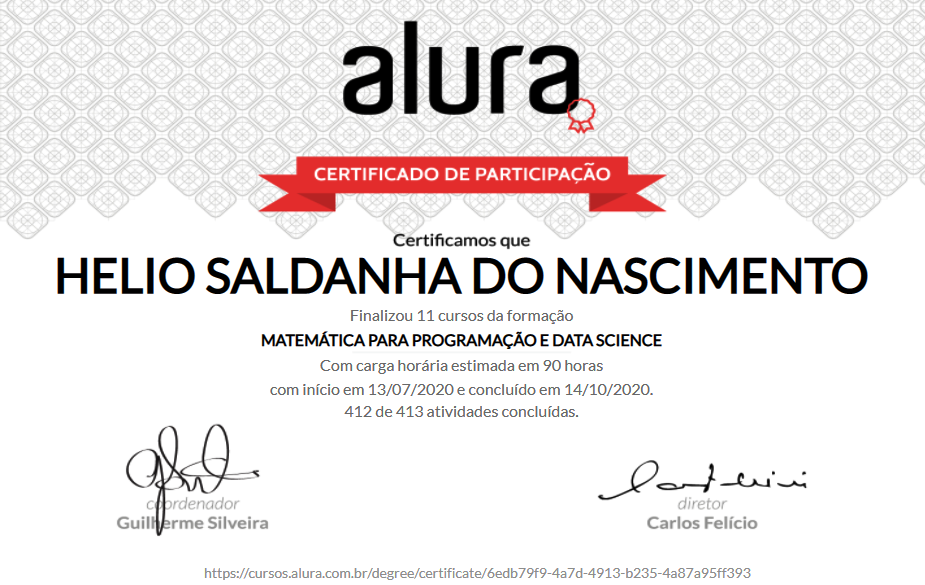 alura
CERTIFICADO DE PARTICIPAÇÃO
Certificamos que
HELIO SALDANHA DO NASCIMENTO
Finalizou 11 cursos da formação
MATEMÁTICA PARA PROGRAMAÇÃO E DATA SCIENCE
Com carga horária estimada em 90 horas
com início em 13/07/2020 e concluído em 14/10/2020.
412 de 413 atividades concluídas.
coordenador
Guilherme Silveira
diretor
Carlos Felício
https://cursos.alura.com.br/degree/certificate/6edb79f9-4a7d-4913-b235-4a87a95ff393